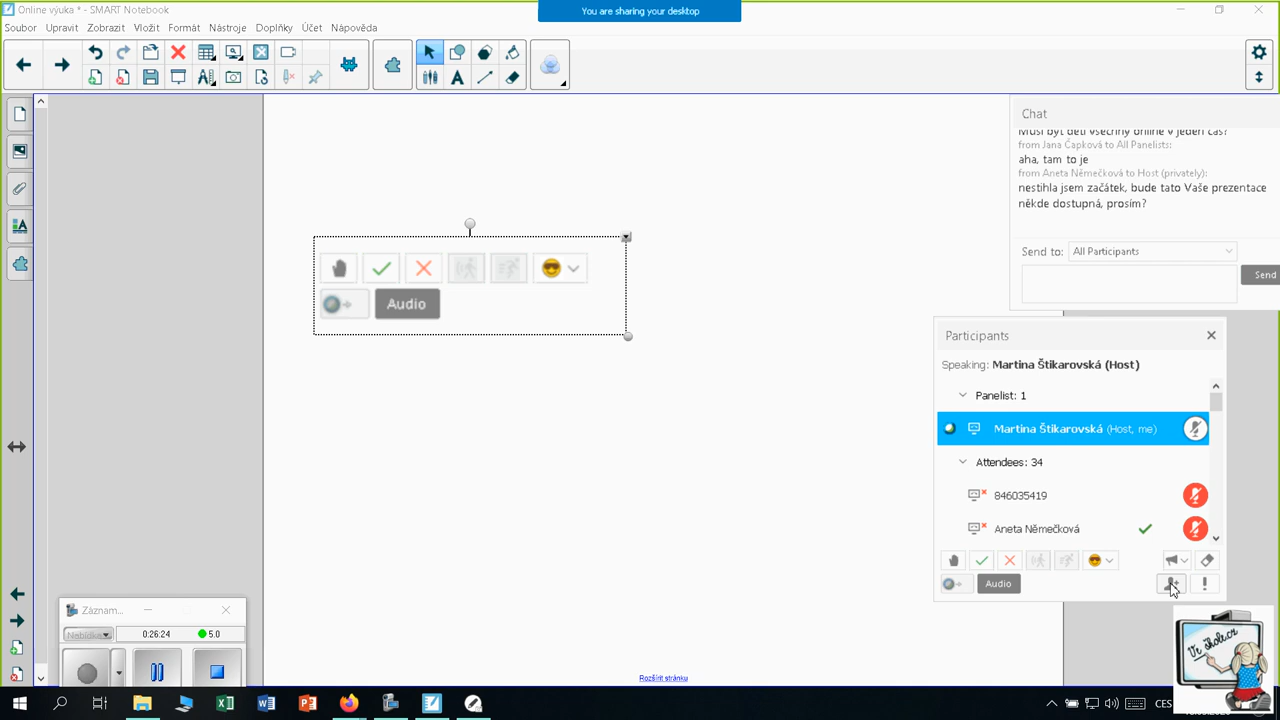 Online výuka * - SMART Notebook
You are sharing your desktop
Soubor Upravit Zobrazit Vložit Formát Nástroje Doplňky Účet Nápověda
Chat
Musí být děti všechny online v jeden čas?
from Jana Čapková to All Panelists:
aha, tam to je
from Aneta Němečková to Host (privately):
nestihla jsem začátek, bude tato Vaše prezentace
někde dostupná, prosím?
Send to: All Participants
Send
Audio
Participants
Speaking: Martina Štikarovská (Host)
Panelist: 1
Martina Štikarovská (Host, me)
Attendees: 34
846035419
Aneta Němečková
Audio
Záznam...
Nabídka
0:26:24
5.0
Rozšířit stránku
CES
Ve škole.cz